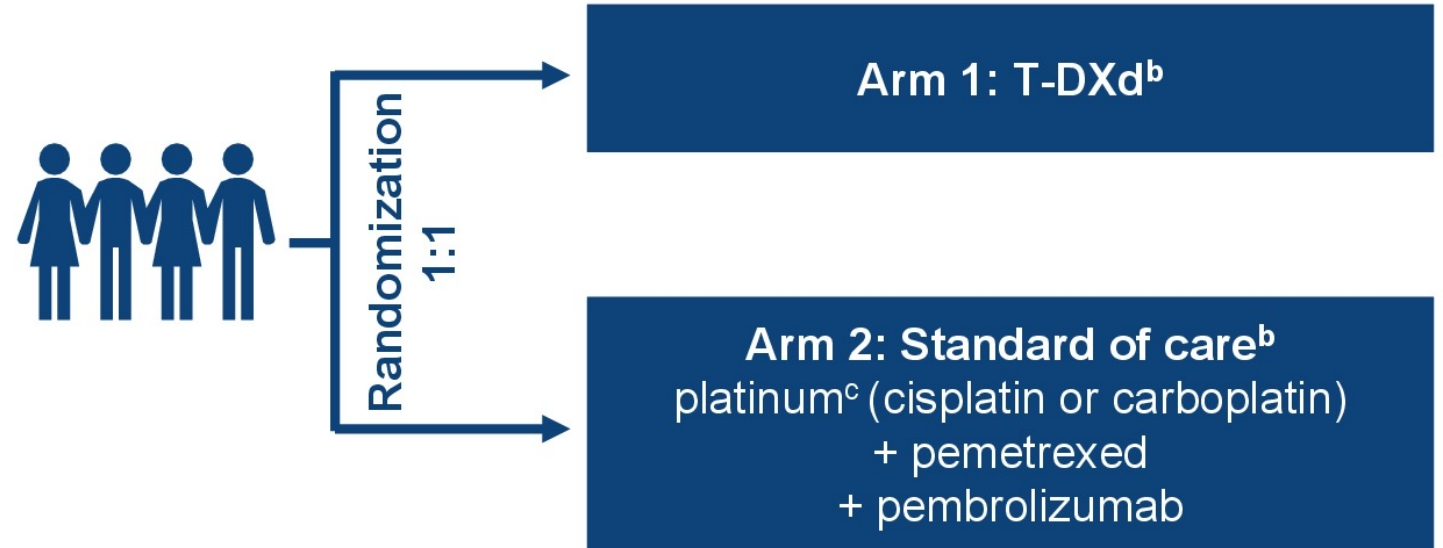 Randomization
1:1
Arm 1: T-DXdᵇ
Arm 2: Standard of careᵇ
platinumᶜ (cisplatin or carboplatin)
+ pemetrexed
+ pembrolizumab